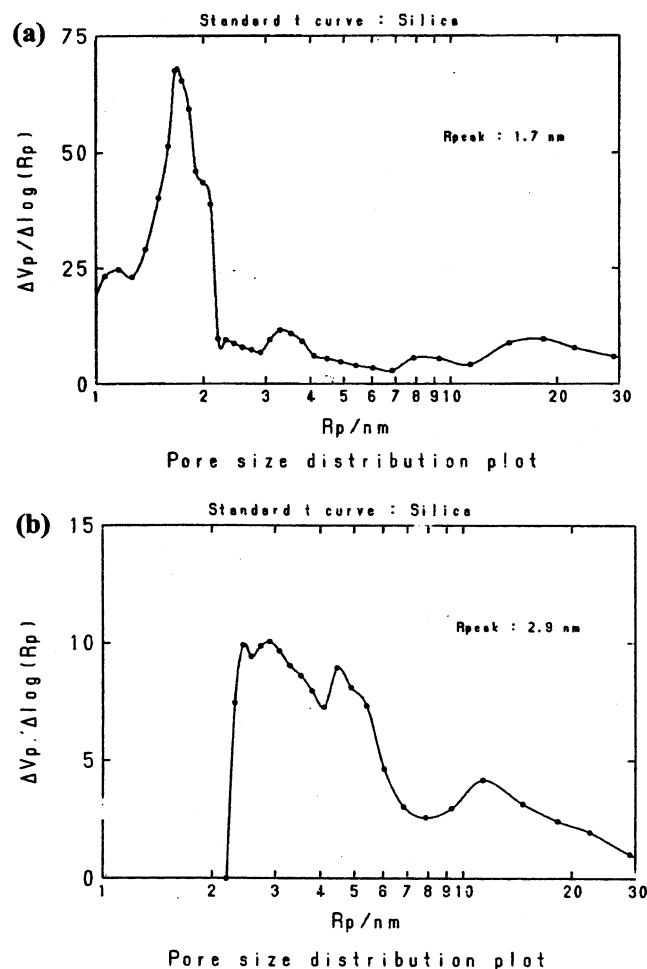 (a)
Standard t curve : Silica
75
50
25
0
ΔVp/Δlog(Rp)
Rpeak : 1.7 nm
1 2 3 4 5 6 7 8 9 10 20 30
Rp/nm
Pore size distribution plot
(b)
Standard t curve : Silica
15
10
5
0
ΔVp/Δlog(Rp)
Rpeak : 2.9 nm
1 2 3 4 5 6 7 8 9 10 20 30
Rp/nm
Pore size distribution plot